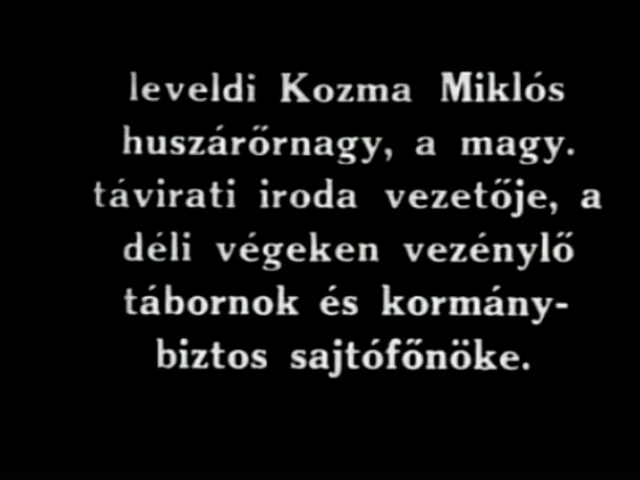 leveldi Kozma Miklós
huszárőrnagy, a magy.
távirati iroda vezetője, a
déli végeken vezénylő
tábornok és kormány-
biztos sajtófőnöke.